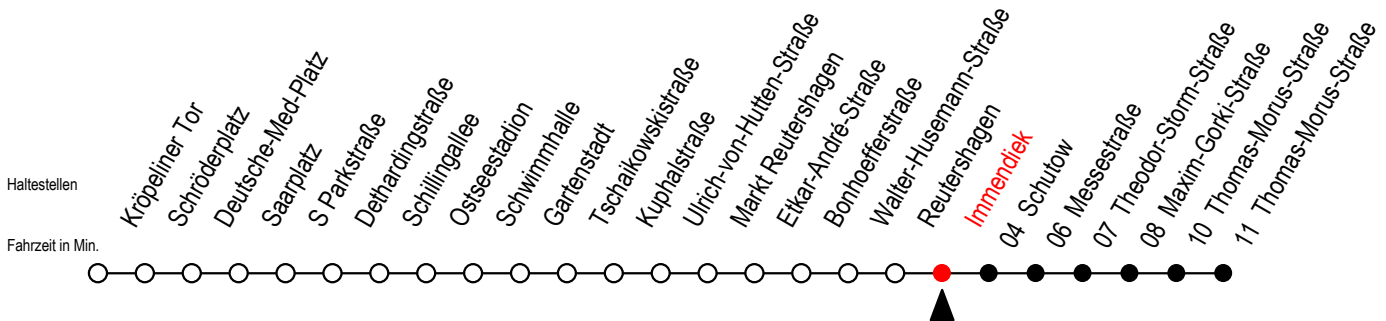 Haltestellen
Fahrzeit in Min.
Kröpeliner Tor
Schröderplatz
Deutsche-Med-Platz
Saarplatz
S Parkstraße
Dethardingstraße
Schillingallee
Ostseestadion
Schwimmhalle
Gartenstadt
Tschaikowskistraße
Kuphalstraße
Ulrich-von-Hutten-Straße
Markt Reutershagen
Etkar-André-Straße
Bonhoefferstraße
Walter-Husemann-Straße
Reutershagen
Immendiek
04 Schutow
06 Messestraße
07 Theodor-Storm-Straße
08 Maxim-Gorki-Straße
10 Thomas-Morus-Straße
11 Thomas-Morus-Straße